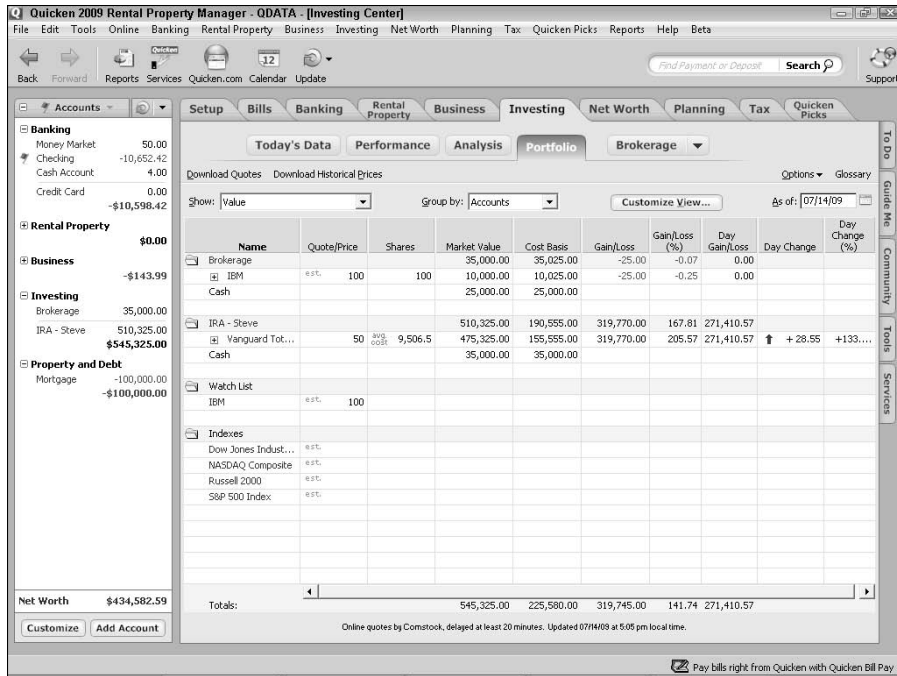 Quicken 2009 Rental Property Manager - QDATA - [Investing Center]
File Edit Tools Online Banking Rental Property Business Investing Net Worth Planning Tax Quicken Picks Reports Help Beta
Quicken
12
Find Payment or Deposit Search
Back Forward Reports Services Quicken.com Calendar Update Support
Accounts
Setup Bills Banking Rental Property Business Investing Net Worth Planning Tax Quicken Picks
Banking
Money Market 50.00
Checking -10,652.42
Cash Account 4.00
Credit Card 0.00
-$10,598.42
Rental Property
$0.00
Business
-$143.99
Investing
Brokerage 35,000.00
IRA - Steve 510,325.00
$545,325.00
Property and Debt
Mortgage -100,000.00
-$100,000.00
Net Worth $434,582.59
Customize Add Account
Today's Data Performance Analysis Portfolio Brokerage
Download Quotes Download Historical Prices Options Glossary
Show: Value Group by: Accounts Customize View... As of: 07/14/09
Name Quote/Price Shares Market Value Cost Basis Gain/Loss Gain/Loss (%) Day Gain/Loss Day Change Day Change (%)
Brokerage 35,000.00 35,025.00 -25.00 -0.07 0.00
IBM est. 100 100 10,000.00 10,025.00 -25.00 -0.25 0.00
Cash 25,000.00 25,000.00
IRA - Steve 510,325.00 190,555.00 319,770.00 167.81 271,410.57
Vanguard Tot... 50 avg. cost 9,506.5 475,325.00 155,555.00 319,770.00 205.57 271,410.57 + 28.55 +133....
Cash 35,000.00 35,000.00
Watch List
IBM est. 100
Indexes
Dow Jones Indust... est.
NASDAQ Composite est.
Russell 2000 est.
S&P 500 Index est.
Totals: 545,325.00 225,580.00 319,745.00 141.74 271,410.57
Online quotes by Comstock, delayed at least 20 minutes. Updated 07/14/09 at 5:05 pm local time.
To Do
Guide Me
Community
Tools
Services
Pay bills right from Quicken with Quicken Bill Pay